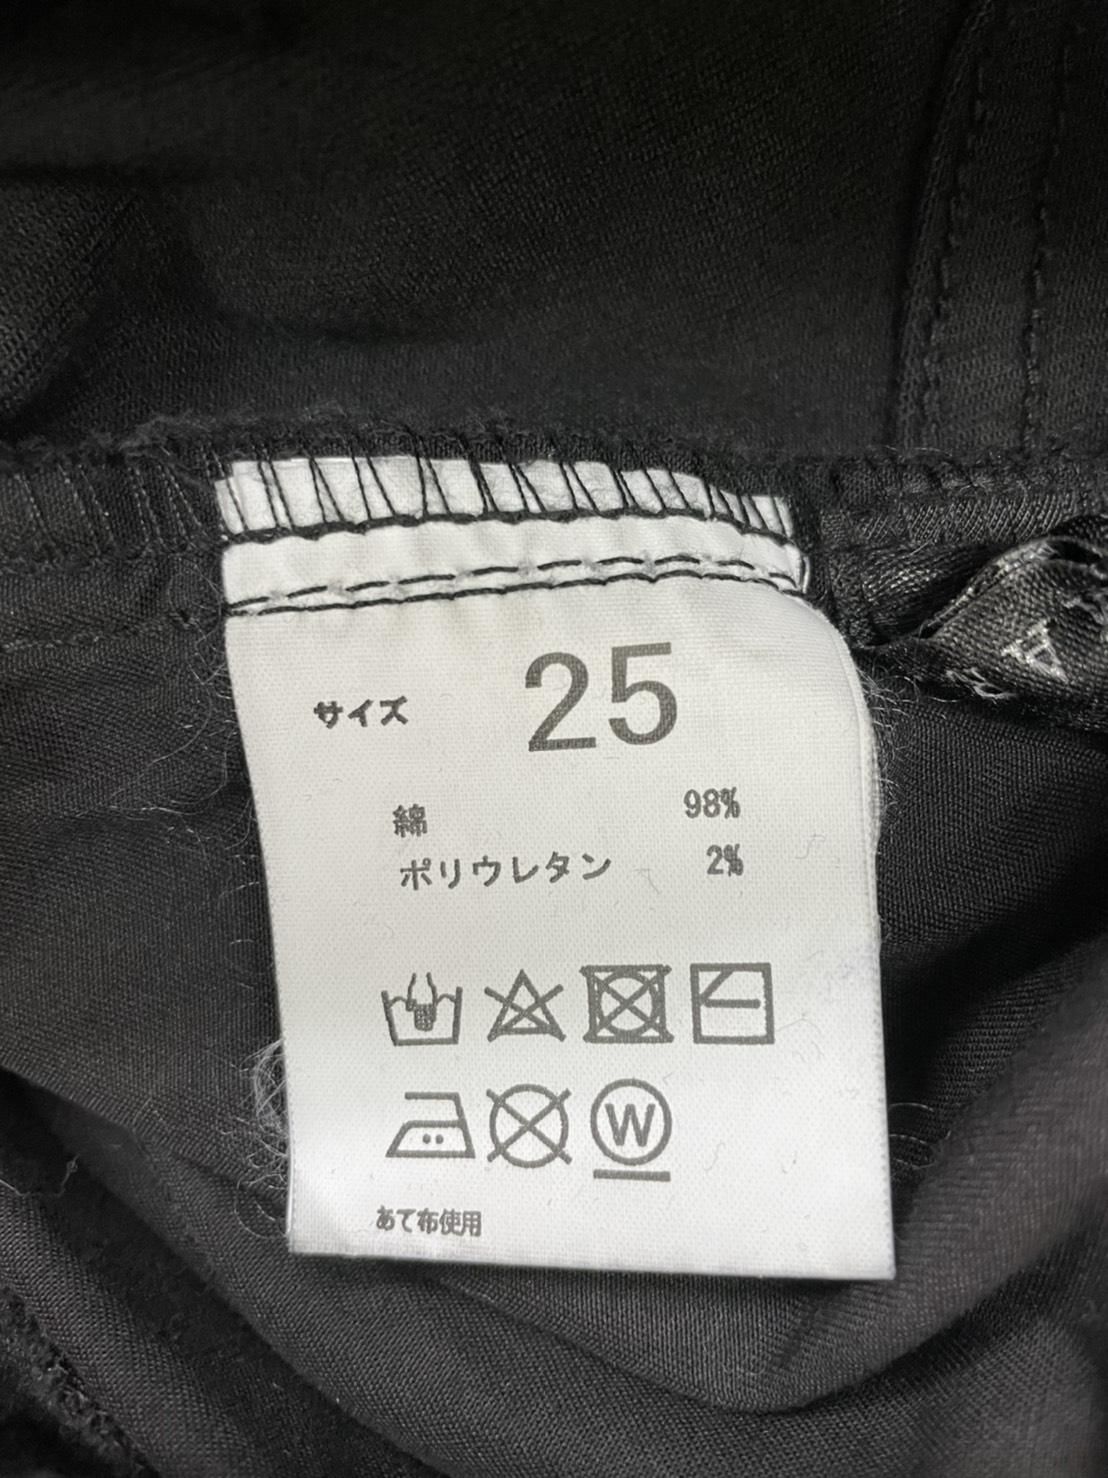 サイズ 25
綿 98%
ポリウレタン 2%
W
あて布使用